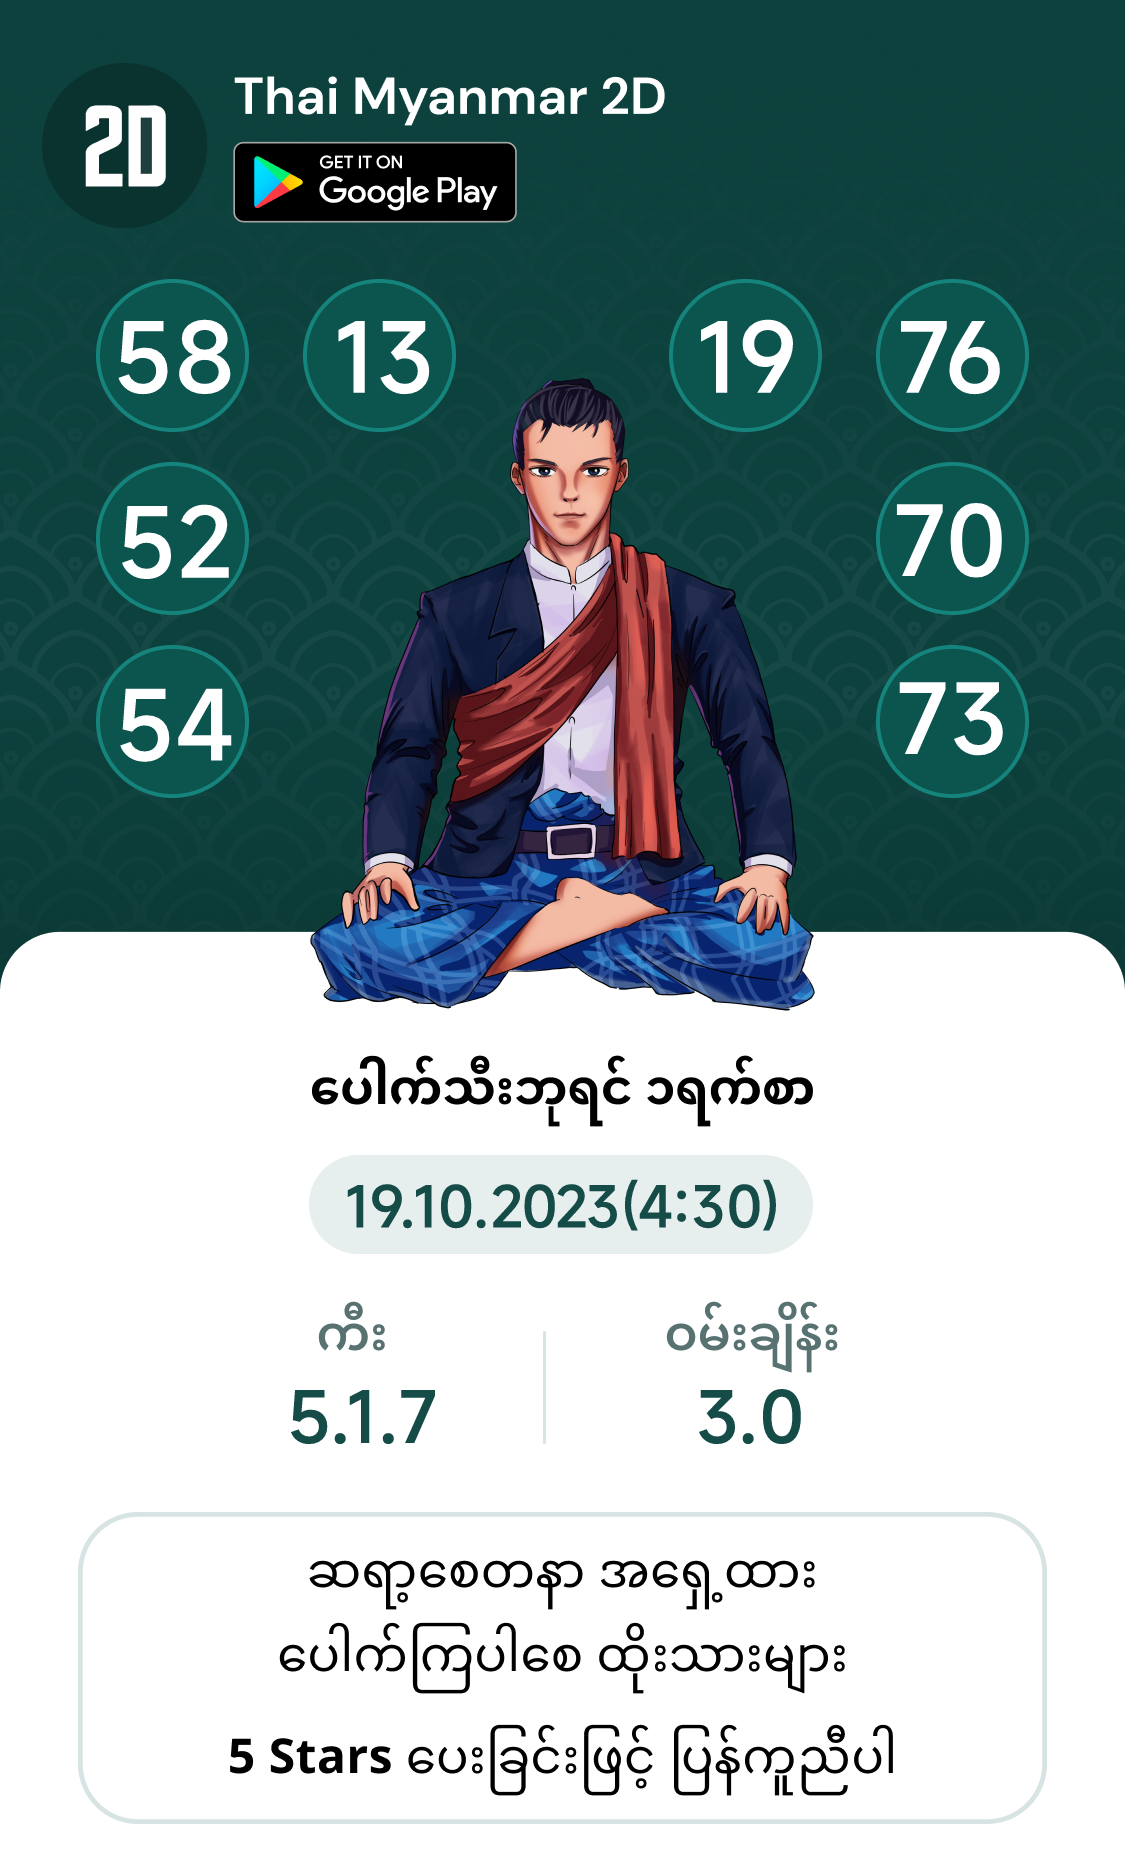 2D
Thai Myanmar 2D
GET IT ON
Google Play
58 13 19 76
52 70
54 73
ပေါက်သီးဘုရင် ၁ရက်စာ
19.10.2023(4:30)
ကီး ဝမ်းချိန်း
5.1.7 3.0
ဆရာ့စေတနာ အရှေ့ထား
ပေါက်ကြပါစေ ထိုးသားများ
5 Stars ပေးခြင်းဖြင့် ပြန်ကူညီပါ